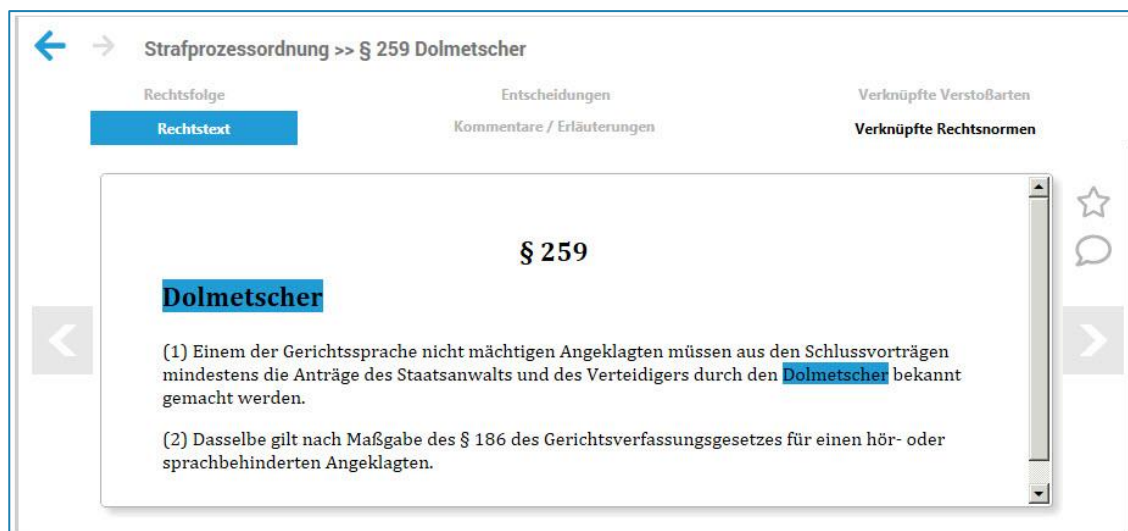 Strafprozessordnung >> § 259 Dolmetscher
Rechtsfolge
Entscheidungen
Verknüpfte Verstoßarten
Rechtstext
Kommentare / Erläuterungen
Verknüpfte Rechtsnormen
§ 259
Dolmetscher
(1) Einem der Gerichtssprache nicht mächtigen Angeklagten müssen aus den Schlussvorträgen
mindestens die Anträge des Staatsanwalts und des Verteidigers durch den Dolmetscher bekannt
gemacht werden.
(2) Dasselbe gilt nach Maßgabe des § 186 des Gerichtsverfassungsgesetzes für einen hör- oder
sprachbehinderten Angeklagten.